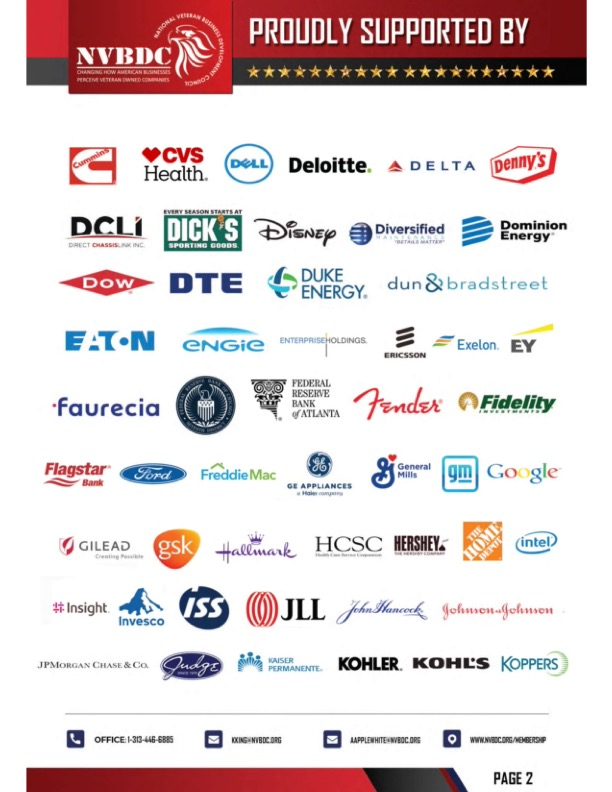 NATIONAL VETERAN BUSINESS DEVELOPMENT COUNCIL
NVBDC
CHANGING HOW AMERICAN BUSINESSES
PERCEIVE VETERAN OWNED COMPANIES
PROUDLY SUPPORTED BY
Cummins
CVS
Health.
DELL
Deloitte.
DELTA
Denny's
DCLI
DIRECT CHASSISLINK INC.
EVERY SEASON STARTS AT
DICK'S
SPORTING GOODS.
Disney
Diversified
MAINTENANCE
"DETAILS MATTER"
Dominion
Energy
DOW
DTE
DUKE
ENERGY
dun & bradstreet
EATON
ENGIE
ENTERPRISE HOLDINGS.
ERICSSON
Exelon.
EY
faurecia
FEDERAL
RESERVE
BANK
of ATLANTA
Fender
Fidelity
INVESTMENTS
Flagstar
Bank
Ford
Freddie Mac
GE APPLIANCES
a Haier company
General
Mills
gm
Google
GILEAD
Creating Possible
gsk
Hallmark
HCSC
Health Care Service Corporation
HERSHEY
THE HERSHEY COMPANY
THE HOME DEPOT
intel
Insight.
Invesco
ISS
JLL
John Hancock
Johnson & Johnson
JPMORGAN CHASE & CO.
Judge
SINCE 1970
KAISER
PERMANENTE
KOHLER
KOHL'S
KOPPERS
OFFICE: 1-313-446-6885
KKING@NVBDC.ORG
AAPPLEWHITE@NVBDC.ORG
WWW.NVBDC.ORG/MEMBERSHIP
PAGE 2